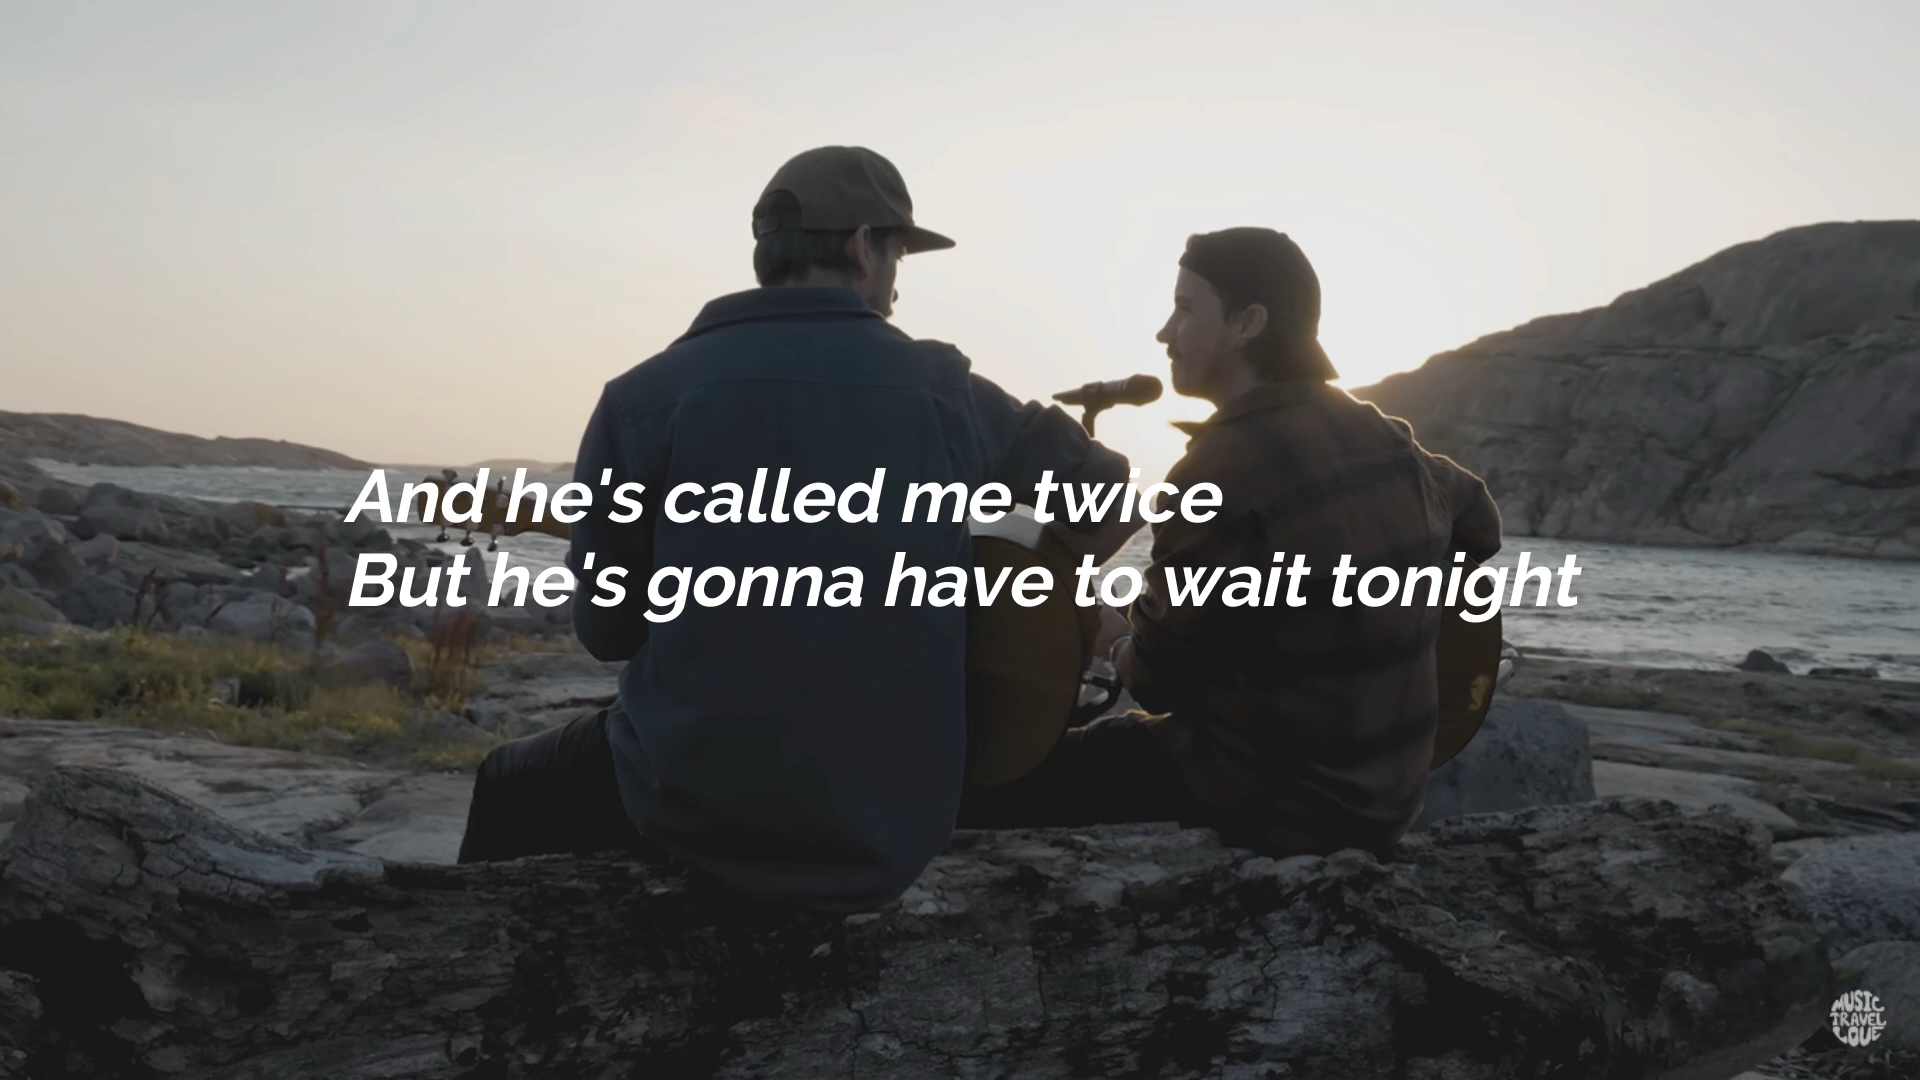 And he's called me twice
But he's gonna have to wait tonight
MUSIC
TRAVEL
LOVE